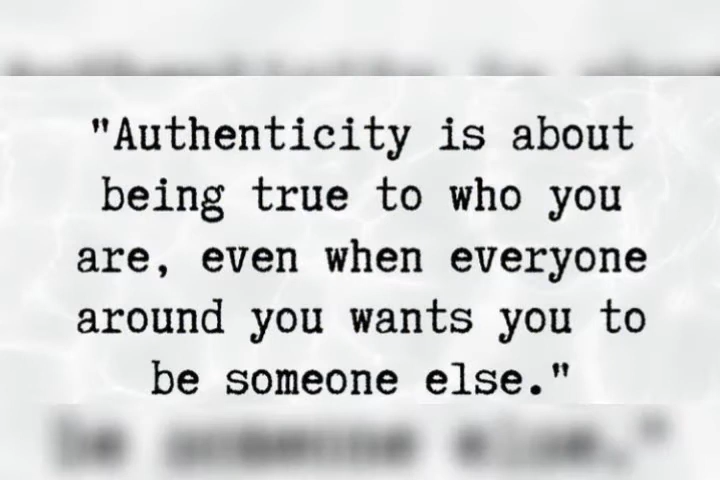 "Authenticity is about
being true to who you
are, even when everyone
around you wants you to
be someone else."